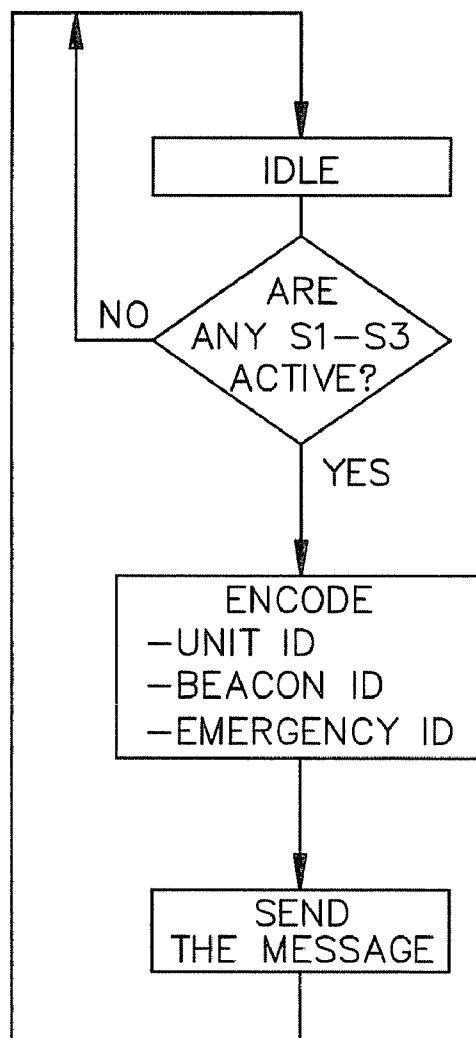 IDLE
ARE
ANY S1-S3
ACTIVE?
NO
YES
ENCODE
-UNIT ID
-BEACON ID
-EMERGENCY ID
SEND
THE MESSAGE